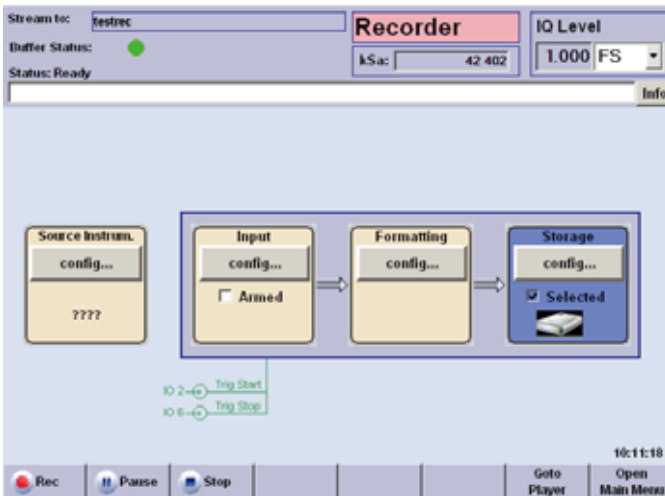 Stream to: testrec
Recorder
IQ Level
Buffer Status:
kSa: 42 402
1.000 FS
Status: Ready
Info
Source Instrum.
config...
????
Input
config...
Armed
Formatting
config...
Storage
config...
Selected
IO 2 Trig Start
IO 6 Trig Stop
10:11:18
Rec
Pause
Stop
Goto
Player
Open
Main Menu